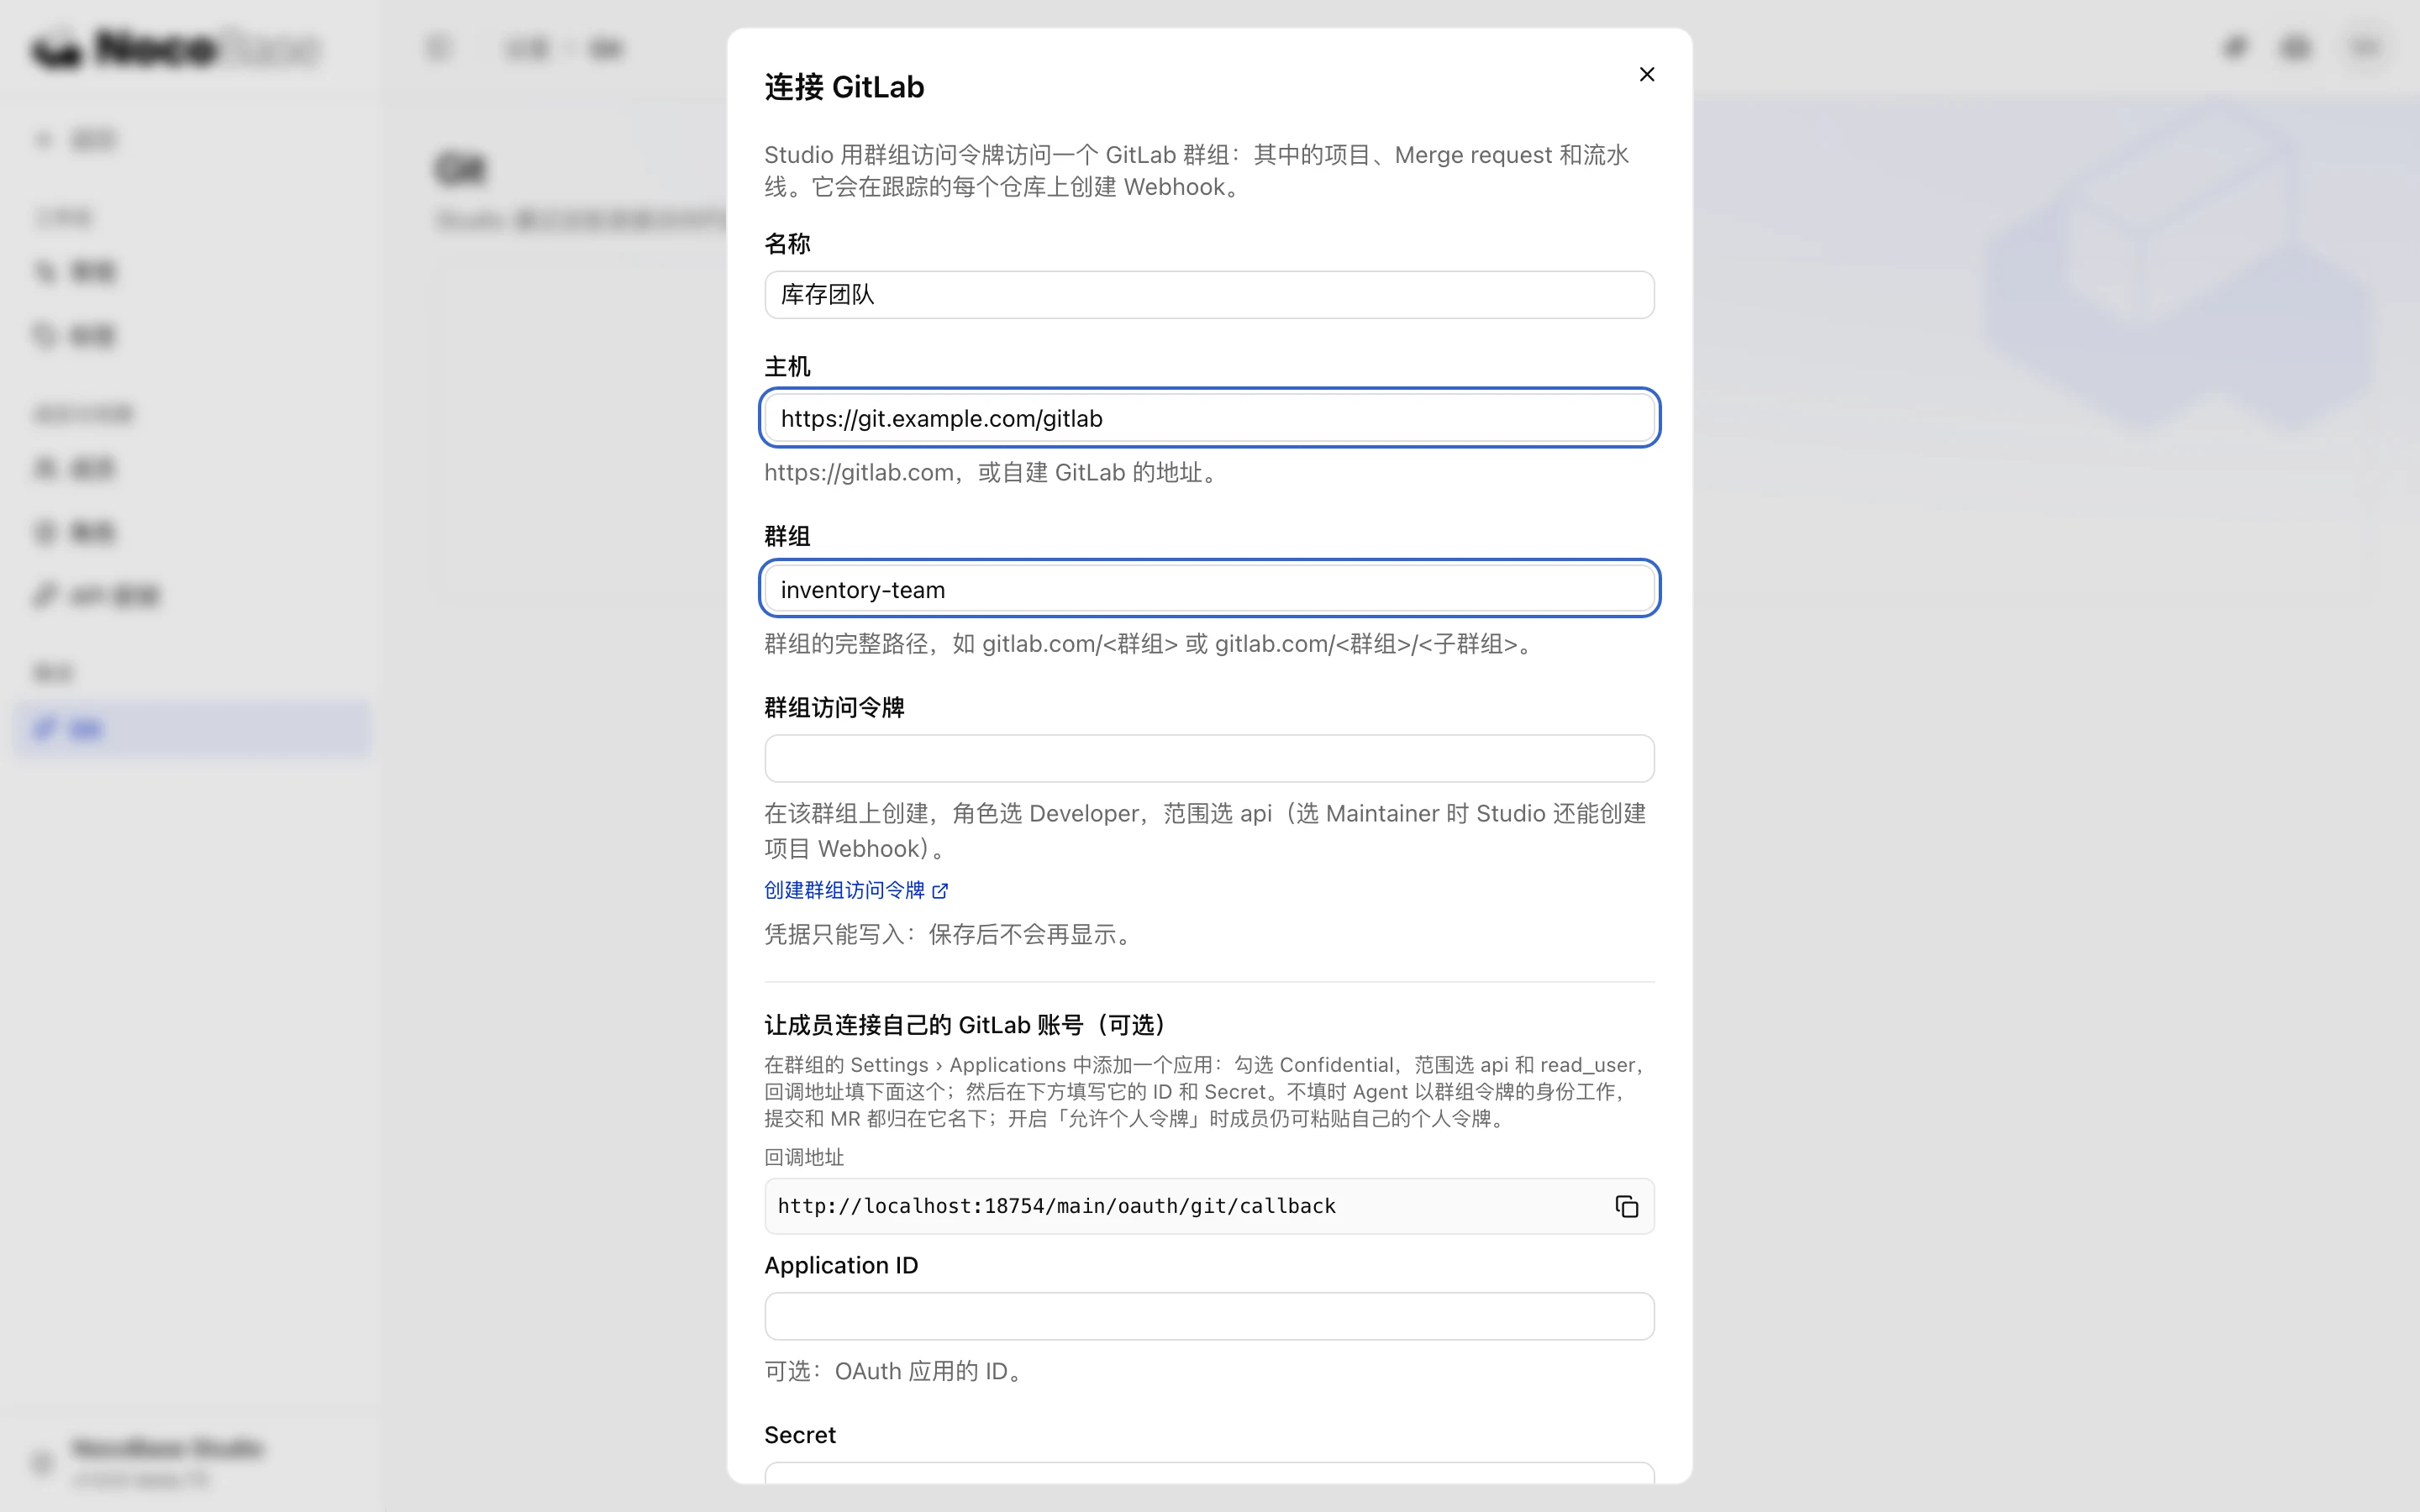 NocoBase
Git
Git
连接 GitLab
Studio 用群组访问令牌访问一个 GitLab 群组：其中的项目、Merge request 和流水
线。它会在跟踪的每个仓库上创建 Webhook。
名称
库存团队
主机
https://git.example.com/gitlab
https://gitlab.com，或自建 GitLab 的地址。
群组
inventory-team
群组的完整路径，如 gitlab.com/<群组> 或 gitlab.com/<群组>/<子群组>。
群组访问令牌
在该群组上创建，角色选 Developer，范围选 api（选 Maintainer 时 Studio 还能创建
项目 Webhook）。
创建群组访问令牌
凭据只能写入：保存后不会再显示。
让成员连接自己的 GitLab 账号（可选）
在群组的 Settings › Applications 中添加一个应用：勾选 Confidential，范围选 api 和 read_user，
回调地址填下面这个；然后在下方填写它的 ID 和 Secret。不填时 Agent 以群组令牌的身份工作，
提交和 MR 都归在它名下；开启「允许个人令牌」时成员仍可粘贴自己的个人令牌。
回调地址
http://localhost:18754/main/oauth/git/callback
Application ID
可选：OAuth 应用的 ID。
Secret
NocoBase Studio